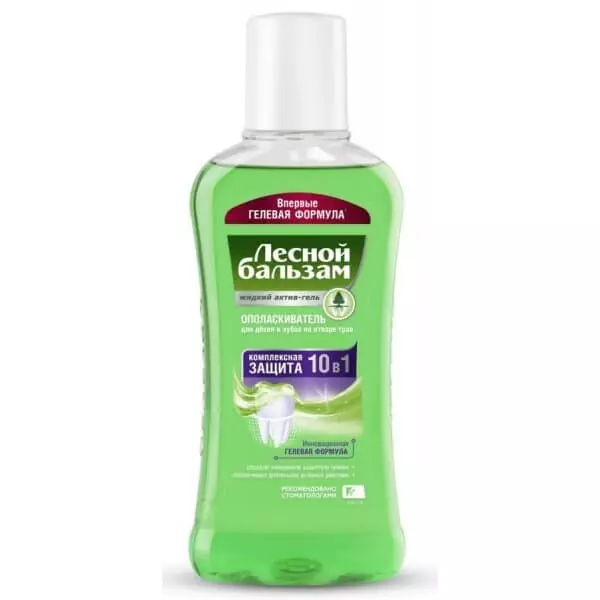 Впервые
ГЕЛЕВАЯ ФОРМУЛА
Лесной
бальзам
жидкий актив-гель
ОПОЛАСКИВАТЕЛЬ
для дёсен и зубов на отваре трав
комплексная
ЗАЩИТА 10 в 1
Инновационная
ГЕЛЕВАЯ ФОРМУЛА
РЕКОМЕНДОВАНО
СТОМАТОЛОГАМИ